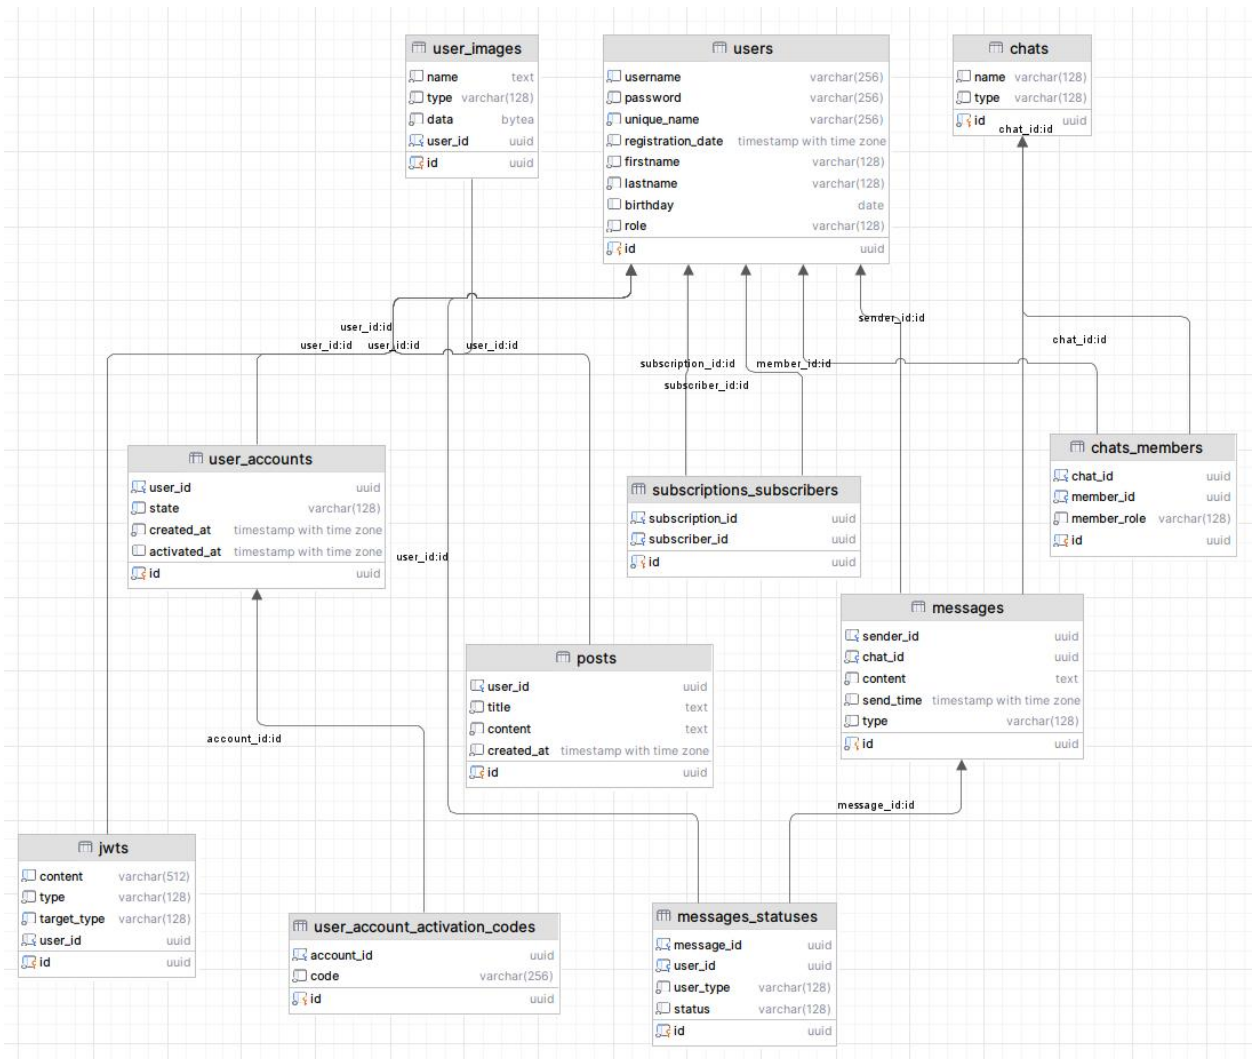 user_images
name text
type varchar(128)
data bytea
user_id uuid
id uuid
users
username varchar(256)
password varchar(256)
unique_name varchar(256)
registration_date timestamp with time zone
firstname varchar(128)
lastname varchar(128)
birthday date
role varchar(128)
id uuid
chats
name varchar(128)
type varchar(128)
id uuid
chat_id:id
user_id:id
user_id:id
user_id:id
user_id:id
sender_id:id
subscription_id:id
subscriber_id:id
member_id:id
chat_id:id
user_accounts
user_id uuid
state varchar(128)
created_at timestamp with time zone
activated_at timestamp with time zone
id uuid
subscriptions_subscribers
subscription_id uuid
subscriber_id uuid
id uuid
chats_members
chat_id uuid
member_id uuid
member_role varchar(128)
id uuid
user_id:id
messages
sender_id uuid
chat_id uuid
content text
send_time timestamp with time zone
type varchar(128)
id uuid
posts
user_id uuid
title text
content text
created_at timestamp with time zone
id uuid
account_id:id
message_id:id
jwts
content varchar(512)
type varchar(128)
target_type varchar(128)
user_id uuid
id uuid
user_account_activation_codes
account_id uuid
code varchar(256)
id uuid
messages_statuses
message_id uuid
user_id uuid
user_type varchar(128)
status varchar(128)
id uuid